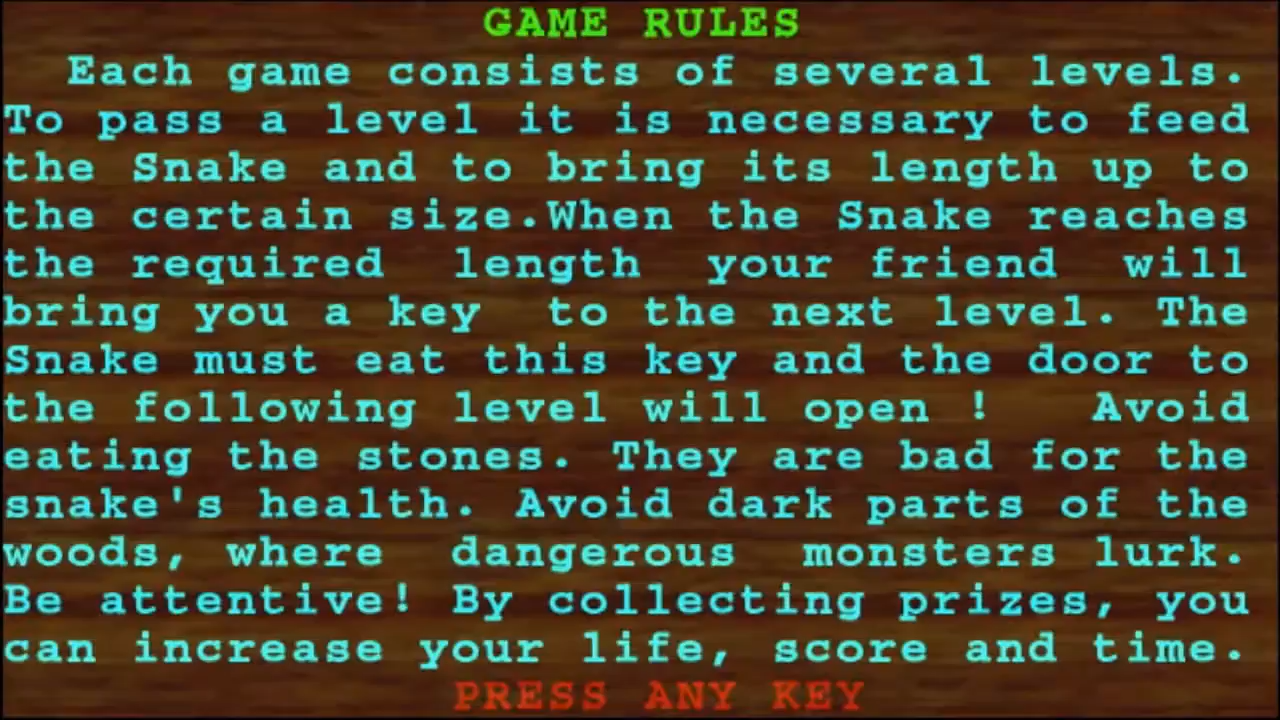 GAME RULES
Each game consists of several levels.
To pass a level it is necessary to feed
the Snake and to bring its length up to
the certain size.When the Snake reaches
the required length your friend will
bring you a key to the next level. The
Snake must eat this key and the door to
the following level will open ! Avoid
eating the stones. They are bad for the
snake's health. Avoid dark parts of the
woods, where dangerous monsters lurk.
Be attentive! By collecting prizes, you
can increase your life, score and time.
PRESS ANY KEY